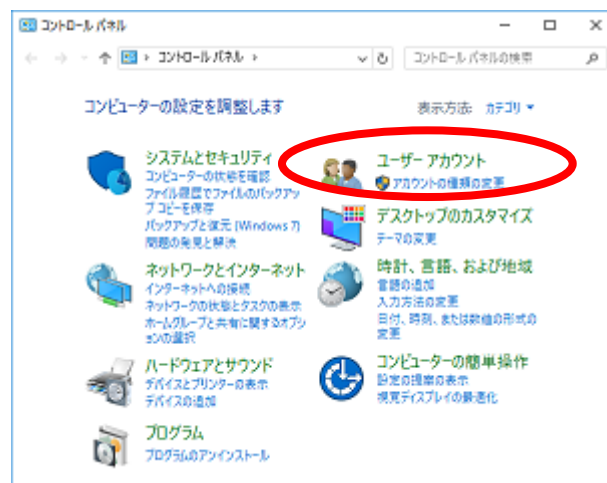 コントロール パネル
コントロール パネル
コントロール パネルの検索
コンピューターの設定を調整します
表示方法: カテゴリ
システムとセキュリティ
コンピューターの状態を確認
ファイル履歴でファイルのバックアッ
プ コピーを保存
バックアップと復元 (Windows 7)
問題の発見と解決
ネットワークとインターネット
インターネットへの接続
ネットワークの状態とタスクの表示
ホームグループと共有に関するオプシ
ョンの選択
ハードウェアとサウンド
デバイスとプリンターの表示
デバイスの追加
プログラム
プログラムのアンインストール
ユーザー アカウント
アカウントの種類の変更
デスクトップのカスタマイズ
テーマの変更
時計、言語、および地域
言語の追加
入力方法の変更
日付、時刻、または数値の形式の
変更
コンピューターの簡単操作
設定の提案の表示
視覚ディスプレイの最適化